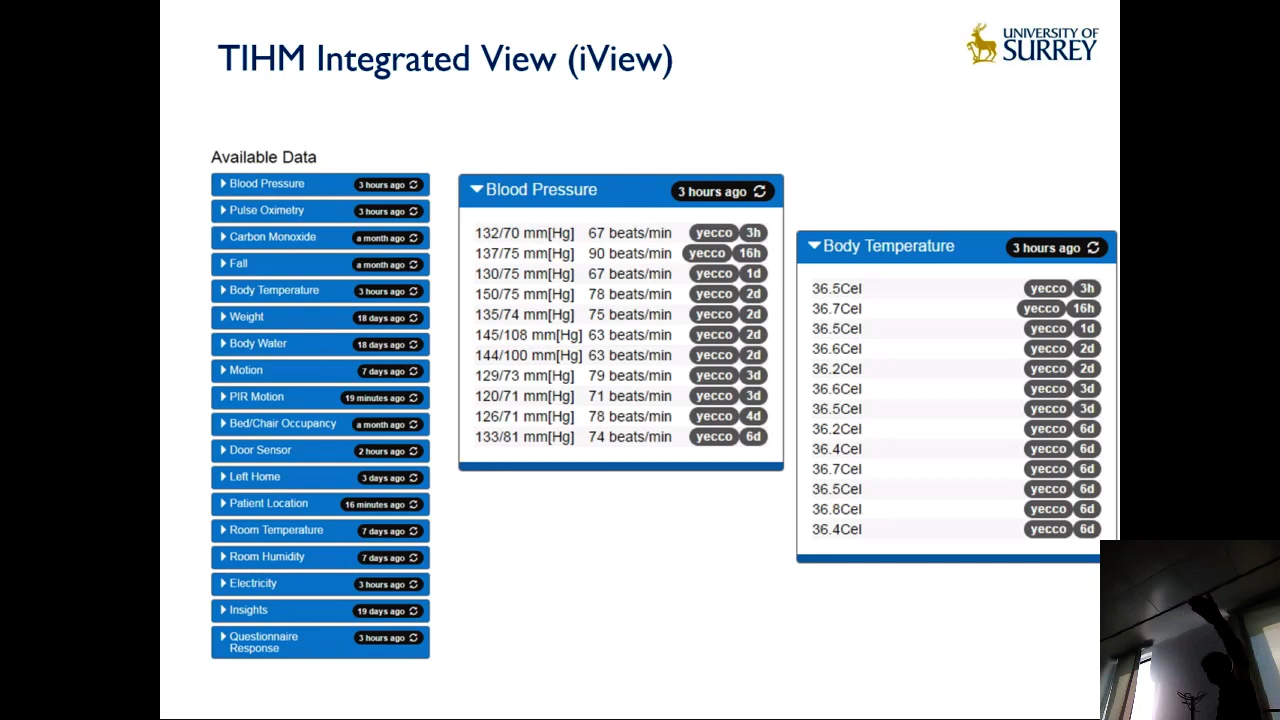 TIHM Integrated View (iView)
UNIVERSITY OF
SURREY
Available Data
Blood Pressure 3 hours ago
Pulse Oximetry 3 hours ago
Carbon Monoxide a month ago
Fall a month ago
Body Temperature 3 hours ago
Weight 18 days ago
Body Water 18 days ago
Motion 7 days ago
PIR Motion 19 minutes ago
Bed/Chair Occupancy a month ago
Door Sensor 2 hours ago
Left Home 3 days ago
Patient Location 16 minutes ago
Room Temperature 7 days ago
Room Humidity 7 days ago
Electricity 3 hours ago
Insights 19 days ago
Questionnaire 3 hours ago
Response
Blood Pressure 3 hours ago
132/70 mm[Hg] 67 beats/min yecco 3h
137/75 mm[Hg] 90 beats/min yecco 16h
130/75 mm[Hg] 67 beats/min yecco 1d
150/75 mm[Hg] 78 beats/min yecco 2d
135/74 mm[Hg] 75 beats/min yecco 2d
145/108 mm[Hg] 63 beats/min yecco 2d
144/100 mm[Hg] 63 beats/min yecco 2d
129/73 mm[Hg] 79 beats/min yecco 3d
120/71 mm[Hg] 71 beats/min yecco 3d
126/71 mm[Hg] 78 beats/min yecco 4d
133/81 mm[Hg] 74 beats/min yecco 6d
Body Temperature 3 hours ago
36.5Cel yecco 3h
36.7Cel yecco 16h
36.5Cel yecco 1d
36.6Cel yecco 2d
36.2Cel yecco 2d
36.6Cel yecco 3d
36.5Cel yecco 3d
36.2Cel yecco 6d
36.4Cel yecco 6d
36.7Cel yecco 6d
36.5Cel yecco 6d
36.8Cel yecco 6d
36.4Cel yecco 6d